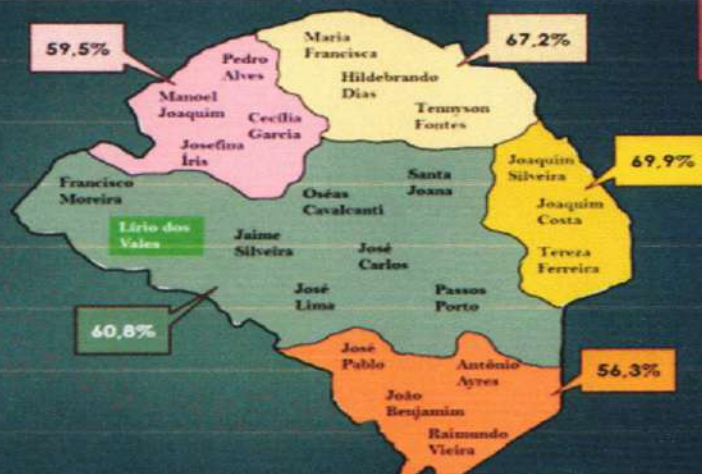 59,5%
67,2%
Maria
Francisca
Pedro
Alves
Hildebrando
Dias
Manoel
Joaquim
Cecília
Garcia
Tennyson
Fontes
Josefina
Íris
Joaquim
Silveira
69,9%
Francisco
Moreira
Santa
Joana
Oséas
Cavalcanti
Joaquim
Costa
Lírio dos
Vales
Jaime
Silveira
José
Carlos
Tereza
Ferreira
José
Lima
Passos
Porto
60,8%
José
Pablo
Antônio
Ayres
56,3%
João
Benjamim
Raimundo
Vieira